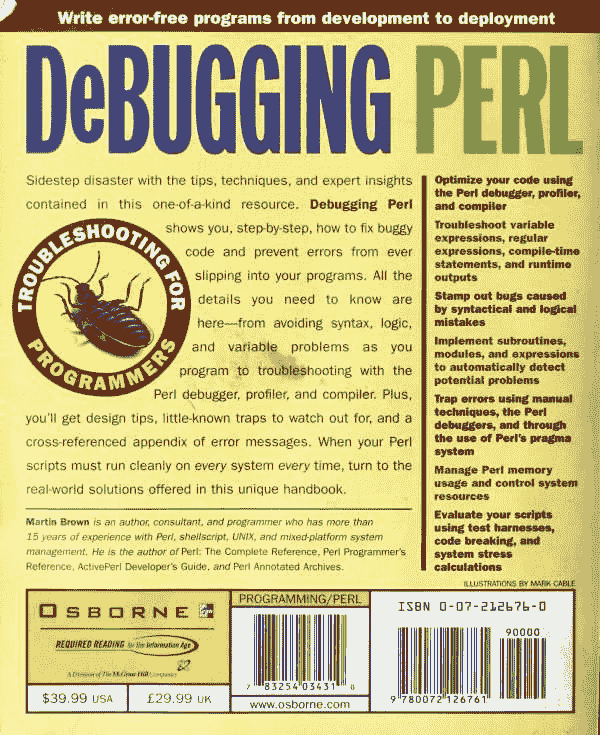 Write error-free programs from development to deployment
DeBUGGING PERL
Sidestep disaster with the tips, techniques, and expert insights
contained in this one-of-a-kind resource. Debugging Perl
shows you, step-by-step, how to fix buggy
code and prevent errors from ever
slipping into your programs. All the
details you need to know are
here—from avoiding syntax, logic,
and variable problems as you
program to troubleshooting with the
Perl debugger, profiler, and compiler. Plus,
you'll get design tips, little-known traps to watch out for, and a
cross-referenced appendix of error messages. When your Perl
scripts must run cleanly on every system every time, turn to the
real-world solutions offered in this unique handbook.
TROUBLESHOOTING FOR
PROGRAMMERS
Martin Brown is an author, consultant, and programmer who has more than
15 years of experience with Perl, shellscript, UNIX, and mixed-platform system
management. He is the author of Perl: The Complete Reference, Perl Programmer's
Reference, ActivePerl Developer's Guide, and Perl Annotated Archives.
Optimize your code using
the Perl debugger, profiler,
and compiler
Troubleshoot variable
expressions, regular
expressions, compile-time
statements, and runtime
outputs
Stamp out bugs caused
by syntactical and logical
mistakes
Implement subroutines,
modules, and expressions
to automatically detect
potential problems
Trap errors using manual
techniques, the Perl
debuggers, and through
the use of Perl's pragma
system
Manage Perl memory
usage and control system
resources
Evaluate your scripts
using test harnesses,
code breaking, and
system stress
calculations
ILLUSTRATIONS BY MARK CABLE
OSBORNE
REQUIRED READING for the Information Age
A Division of The McGraw-Hill Companies
$39.99 USA
£29.99 UK
PROGRAMMING/PERL
7 83254 03431 8
www.osborne.com
ISBN 0-07-212676-0
90000
9 780072 126761